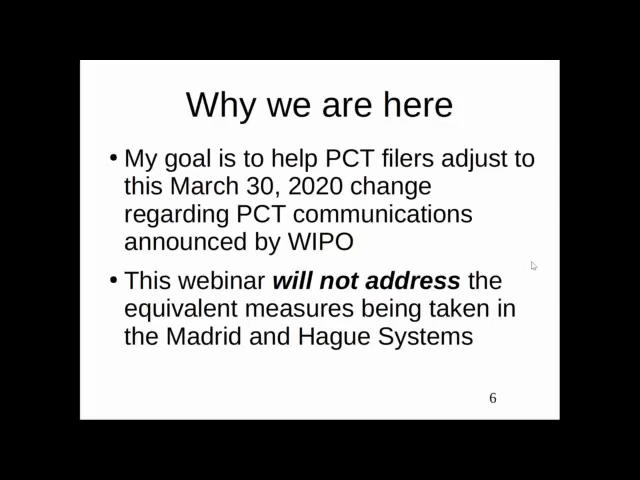 Why we are here
• My goal is to help PCT filers adjust to
this March 30, 2020 change
regarding PCT communications
announced by WIPO
• This webinar will not address the
equivalent measures being taken in
the Madrid and Hague Systems
6